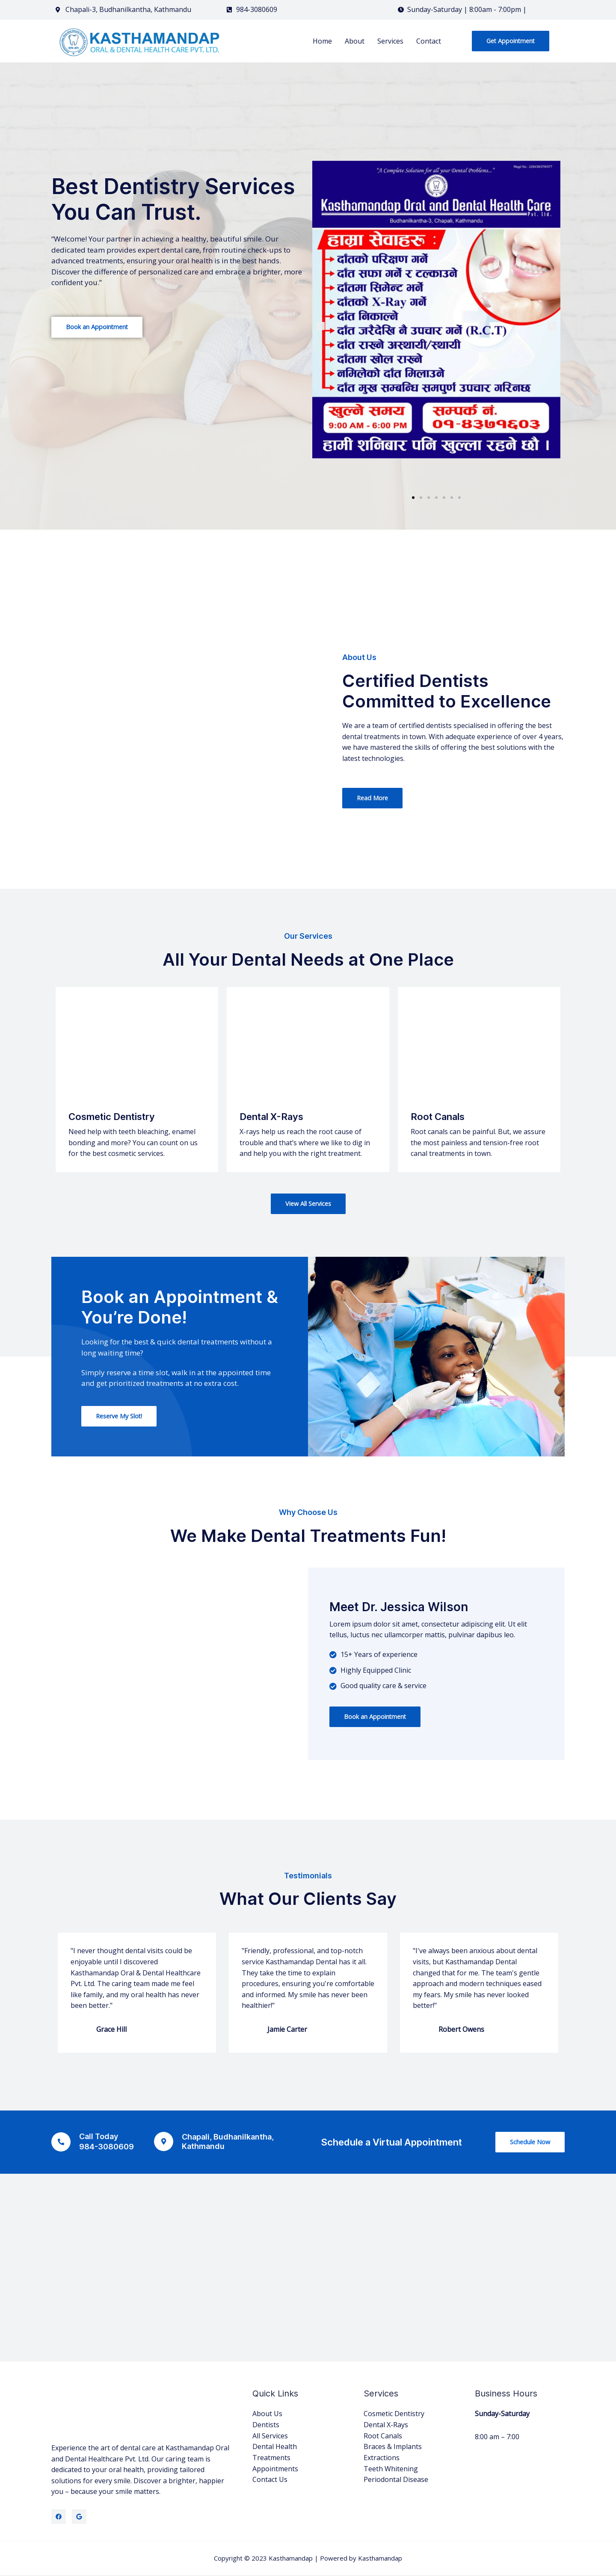 Chapali-3, Budhanilkantha, Kathmandu
984-3080609
Sunday-Saturday | 8:00am - 7:00pm |
KASTHAMANDAP
ORAL & DENTAL HEALTH CARE PVT. LTD.
Home
About
Services
Contact
Get Appointment
Best Dentistry Services
You Can Trust.
“Welcome! Your partner in achieving a healthy, beautiful smile. Our
dedicated team provides expert dental care, from routine check-ups to
advanced treatments, ensuring your oral health is in the best hands.
Discover the difference of personalized care and embrace a brighter, more
confident you.”
Book an Appointment
"A Complete Solution for all your Dental Problems..."
Kasthamandap Oral and Dental Health Care
Pvt. Ltd.
Budhanilkantha-3, Chapali, Kathmandu
हाम्रा सेवाहरु :-
दाँतको परिक्षण गर्ने
दाँत सफा गर्ने र टल्काउने
दाँतमा सिमेन्ट भर्ने
दाँतको X-Ray गर्ने
दाँत निकाल्ने
दाँत जरैदेखि नै उपचार गर्ने (R.C.T)
दाँतमा खोल राख्ने
नमिलेको दाँत मिलाउने
दाँत मुख सम्बन्धि सम्पूर्ण उपचार गर्ने
खुल्ने समय
9:00 AM - 6:00 PM
सम्पर्क नं.
०१-४३७१६०३
हामी शनिबार पनि खुल्ला रहने छौ ।
About Us
Certified Dentists
Committed to Excellence
We are a team of certified dentists specialised in offering the best
dental treatments in town. With adequate experience of over 4 years,
we have mastered the skills of offering the best solutions with the
latest technologies.
Read More
Our Services
All Your Dental Needs at One Place
Cosmetic Dentistry
Need help with teeth bleaching, enamel
bonding and more? You can count on us
for the best cosmetic services.
Dental X-Rays
X-rays help us reach the root cause of
trouble and that’s where we like to dig in
and help you with the right treatment.
Root Canals
Root canals can be painful. But, we assure
the most painless and tension-free root
canal treatments in town.
View All Services
Book an Appointment &
You’re Done!
Looking for the best & quick dental treatments without a
long waiting time?
Simply reserve a time slot, walk in at the appointed time
and get prioritized treatments at no extra cost.
Reserve My Slot!
Why Choose Us
We Make Dental Treatments Fun!
Meet Dr. Jessica Wilson
Lorem ipsum dolor sit amet, consectetur adipiscing elit. Ut elit
tellus, luctus nec ullamcorper mattis, pulvinar dapibus leo.
15+ Years of experience
Highly Equipped Clinic
Good quality care & service
Book an Appointment
Testimonials
What Our Clients Say
"I never thought dental visits could be
enjoyable until I discovered
Kasthamandap Oral & Dental Healthcare
Pvt. Ltd. The caring team made me feel
like family, and my oral health has never
been better."
Grace Hill
"Friendly, professional, and top-notch
service Kasthamandap Dental has it all.
They take the time to explain
procedures, ensuring you're comfortable
and informed. My smile has never been
healthier!"
Jamie Carter
"I've always been anxious about dental
visits, but Kasthamandap Dental
changed that for me. The team's gentle
approach and modern techniques eased
my fears. My smile has never looked
better!"
Robert Owens
Call Today
984-3080609
Chapali, Budhanilkantha,
Kathmandu
Schedule a Virtual Appointment
Schedule Now
Experience the art of dental care at Kasthamandap Oral
and Dental Healthcare Pvt. Ltd. Our caring team is
dedicated to your oral health, providing tailored
solutions for every smile. Discover a brighter, happier
you – because your smile matters.
Quick Links
About Us
Dentists
All Services
Dental Health
Treatments
Appointments
Contact Us
Services
Cosmetic Dentistry
Dental X-Rays
Root Canals
Braces & Implants
Extractions
Teeth Whitening
Periodontal Disease
Business Hours
Sunday-Saturday
8:00 am – 7:00
Copyright © 2023 Kasthamandap | Powered by Kasthamandap